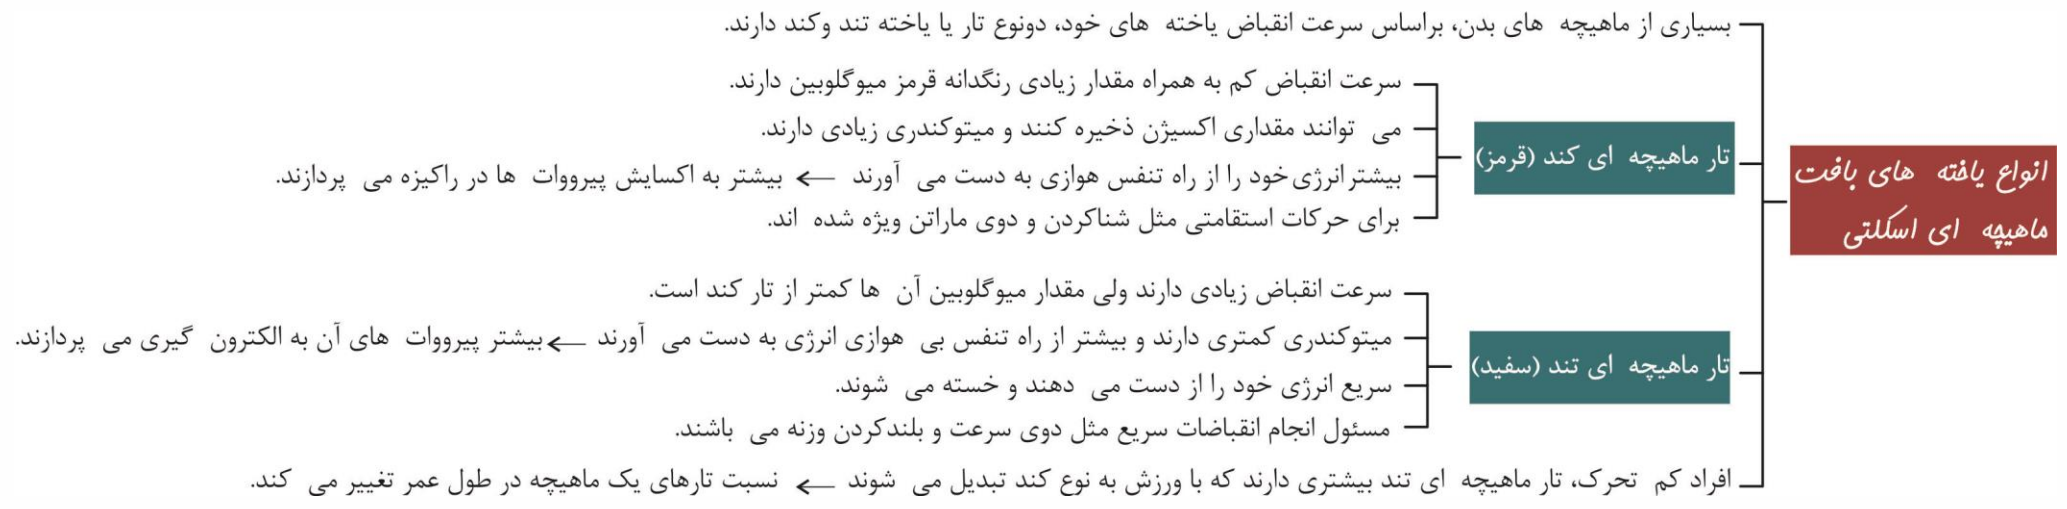 بسیاری از ماهیچه های بدن، براساس سرعت انقباض یاخته های خود، دونوع تار یا یاخته تند وکند دارند.
انواع یاخته های بافت
ماهیچه ای اسکلتی
تار ماهیچه ای کند (قرمز)
سرعت انقباض کم به همراه مقدار زیادی رنگدانه قرمز میوگلوبین دارند.
می توانند مقداری اکسیژن ذخیره کنند و میتوکندری زیادی دارند.
بیشتر انرژی خود را از راه تنفس هوازی به دست می آورند ← بیشتر به اکسایش پیرووات ها در راکیزه می پردازند.
برای حرکات استقامتی مثل شناکردن و دوی ماراتن ویژه شده اند.
تار ماهیچه ای تند (سفید)
سرعت انقباض زیادی دارند ولی مقدار میوگلوبین آن ها کمتر از تار کند است.
میتوکندری کمتری دارند و بیشتر از راه تنفس بی هوازی انرژی به دست می آورند ← بیشتر پیرووات های آن به الکترون گیری می پردازند.
سریع انرژی خود را از دست می دهند و خسته می شوند.
مسئول انجام انقباضات سریع مثل دوی سرعت و بلندکردن وزنه می باشند.
افراد کم تحرک، تار ماهیچه ای تند بیشتری دارند که با ورزش به نوع کند تبدیل می شوند ← نسبت تارهای یک ماهیچه در طول عمر تغییر می کند.